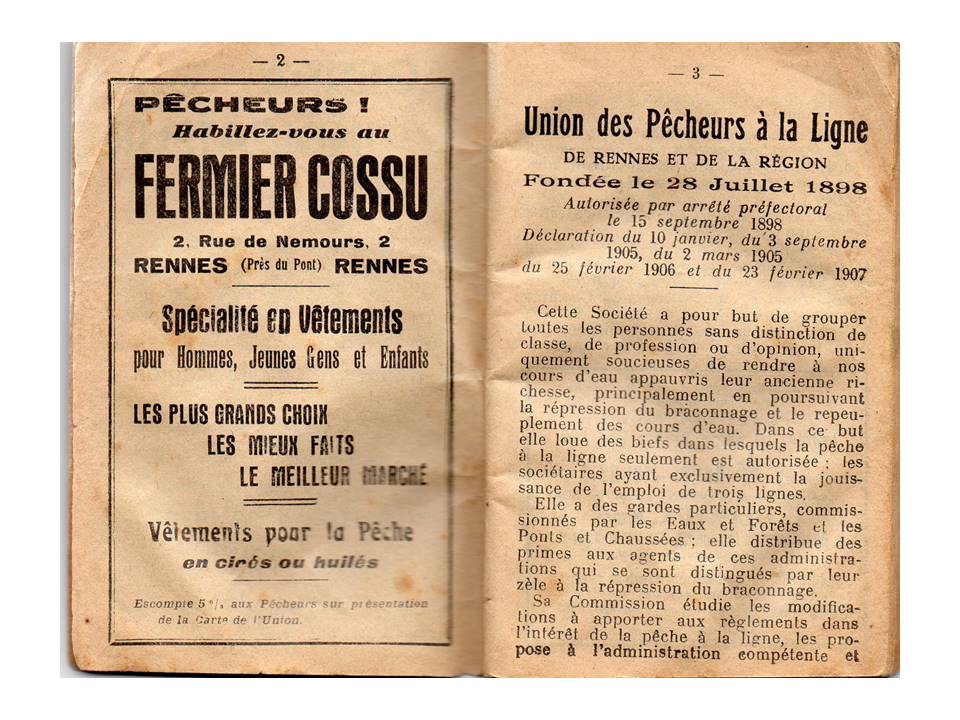 — 2 —
PÊCHEURS !
Habillez-vous au
FERMIER COSSU
2, Rue de Nemours, 2
RENNES (Près du Pont) RENNES
Spécialité en Vêtements
pour Hommes, Jeunes Gens et Enfants
LES PLUS GRANDS CHOIX
LES MIEUX FAITS
LE MEILLEUR MARCHÉ
Vêtements pour la Pêche
en cirés ou huilés
Escompte 5 °/. aux Pêcheurs sur présentation
de la Carte de l'Union.
— 3 —
Union des Pêcheurs à la Ligne
DE RENNES ET DE LA RÉGION
Fondée le 28 Juillet 1898
Autorisée par arrêté préfectoral
le 15 septembre 1898
Déclaration du 10 janvier, du 3 septembre
1905, du 2 mars 1905
du 25 février 1906 et du 23 février 1907
Cette Société a pour but de grouper
toutes les personnes sans distinction de
classe, de profession ou d'opinion, uni-
quement soucieuses de rendre à nos
cours d'eau appauvris leur ancienne ri-
chesse, principalement en poursuivant
la répression du braconnage et le repeu-
plement des cours d'eau. Dans ce but
elle loue des biefs dans lesquels la pêche
à la ligne seulement est autorisée ; les
sociétaires ayant exclusivement la jouis-
sance de l'emploi de trois lignes.
Elle a des gardes particuliers, commis-
sionnés par les Eaux et Forêts et les
Ponts et Chaussées ; elle distribue des
primes aux agents de ces administra-
tions qui se sont distingués par leur
zèle à la répression du braconnage.
Sa Commission étudie les modifica-
tions à apporter aux règlements dans
l'intérêt de la pêche à la ligne, les pro-
pose à l'administration compétente et